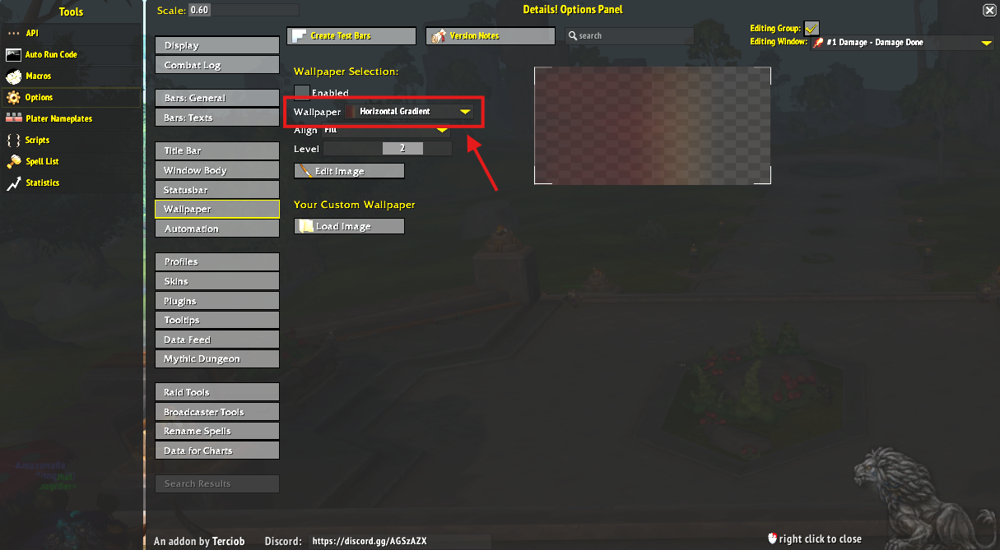 Tools
API
Auto Run Code
Macros
Options
Plater Nameplates
Scripts
Spell List
Statistics
Scale: 0.60
Details! Options Panel
Create Test Bars
Version Notes
search
Editing Group:
Editing Window: #1 Damage - Damage Done
Display
Combat Log
Bars: General
Bars: Texts
Title Bar
Window Body
Statusbar
Wallpaper
Automation
Profiles
Skins
Plugins
Tooltips
Data Feed
Mythic Dungeon
Raid Tools
Broadcaster Tools
Rename Spells
Data for Charts
Search Results
Wallpaper Selection:
Enabled
Wallpaper Horizontal Gradient
Align Fill
Level 2
Edit Image
Your Custom Wallpaper
Load Image
An addon by Terciob
Discord: https://discord.gg/AGSzAZX
right click to close